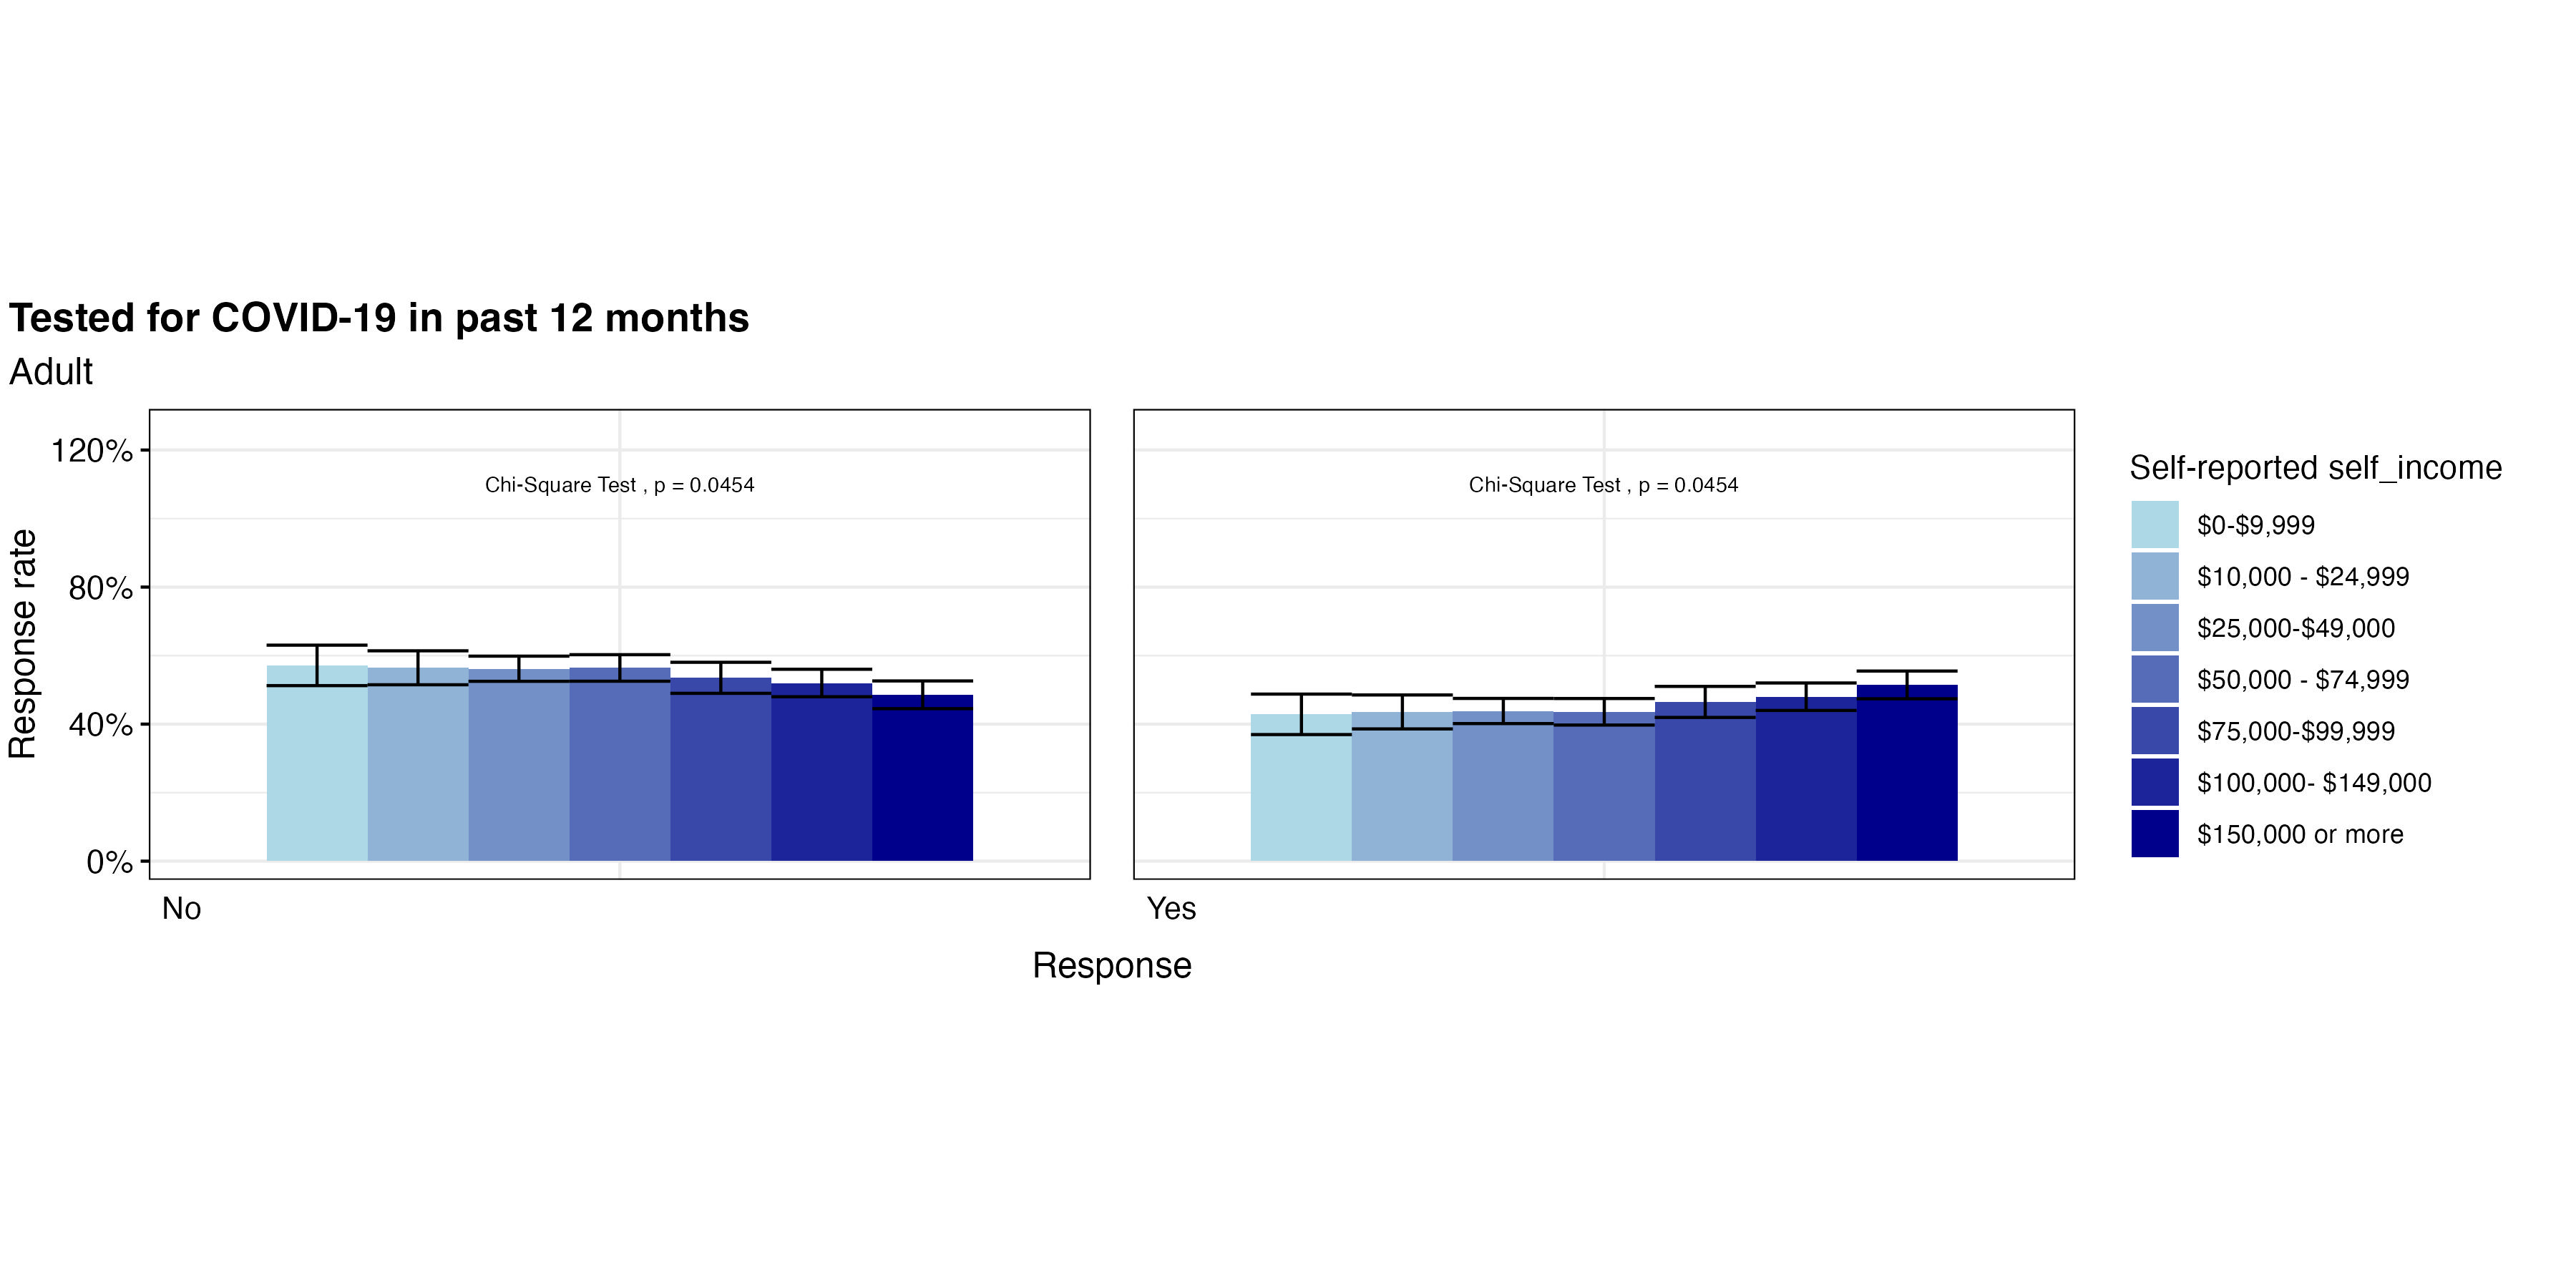 Tested for COVID-19 in past 12 months
Adult
Response rate
120%
80%
40%
0%
Chi-Square Test , p = 0.0454
Chi-Square Test , p = 0.0454
No
Yes
Response
Self-reported self_income
$0-$9,999
$10,000 - $24,999
$25,000-$49,000
$50,000 - $74,999
$75,000-$99,999
$100,000- $149,000
$150,000 or more